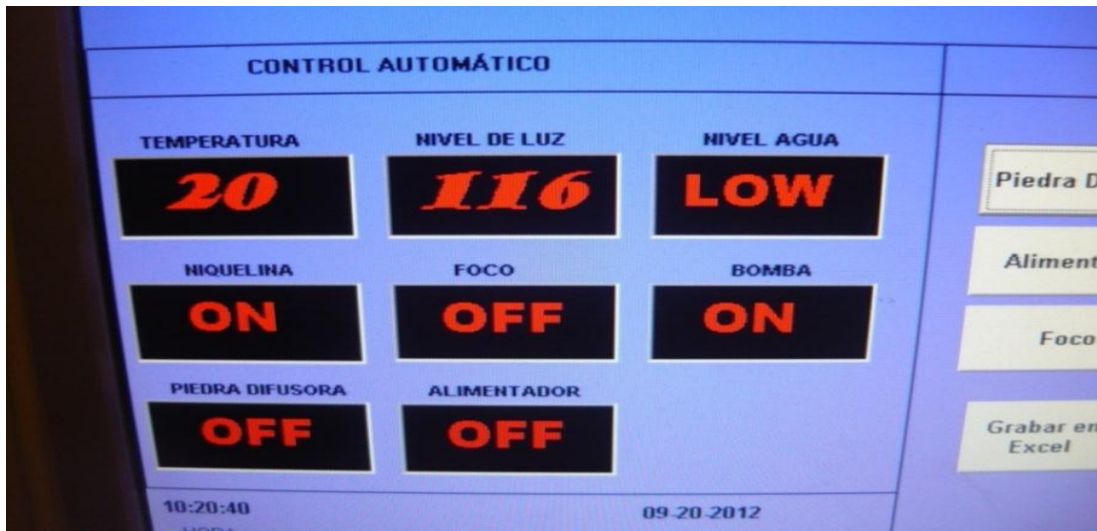 CONTROL AUTOMÁTICO
TEMPERATURA NIVEL DE LUZ NIVEL AGUA
20 116 LOW
NIQUELINA FOCO BOMBA
ON OFF ON
PIEDRA DIFUSORA ALIMENTADOR
OFF OFF
10:20:40 09-20-2012
Piedra D
Aliment
Foco
Grabar en
Excel